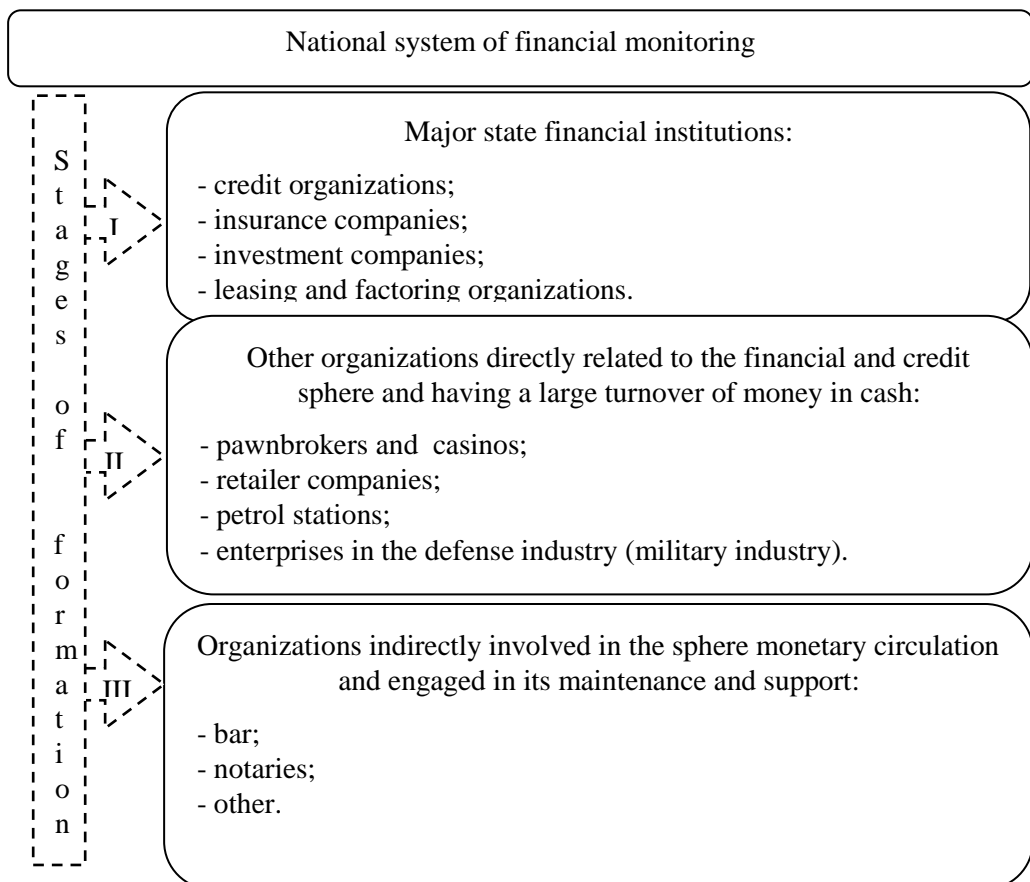 National system of financial monitoring
Stages of formation
I
Major state financial institutions:
- credit organizations;
- insurance companies;
- investment companies;
- leasing and factoring organizations.
II
Other organizations directly related to the financial and credit
sphere and having a large turnover of money in cash:
- pawnbrokers and casinos;
- retailer companies;
- petrol stations;
- enterprises in the defense industry (military industry).
III
Organizations indirectly involved in the sphere monetary circulation
and engaged in its maintenance and support:
- bar;
- notaries;
- other.